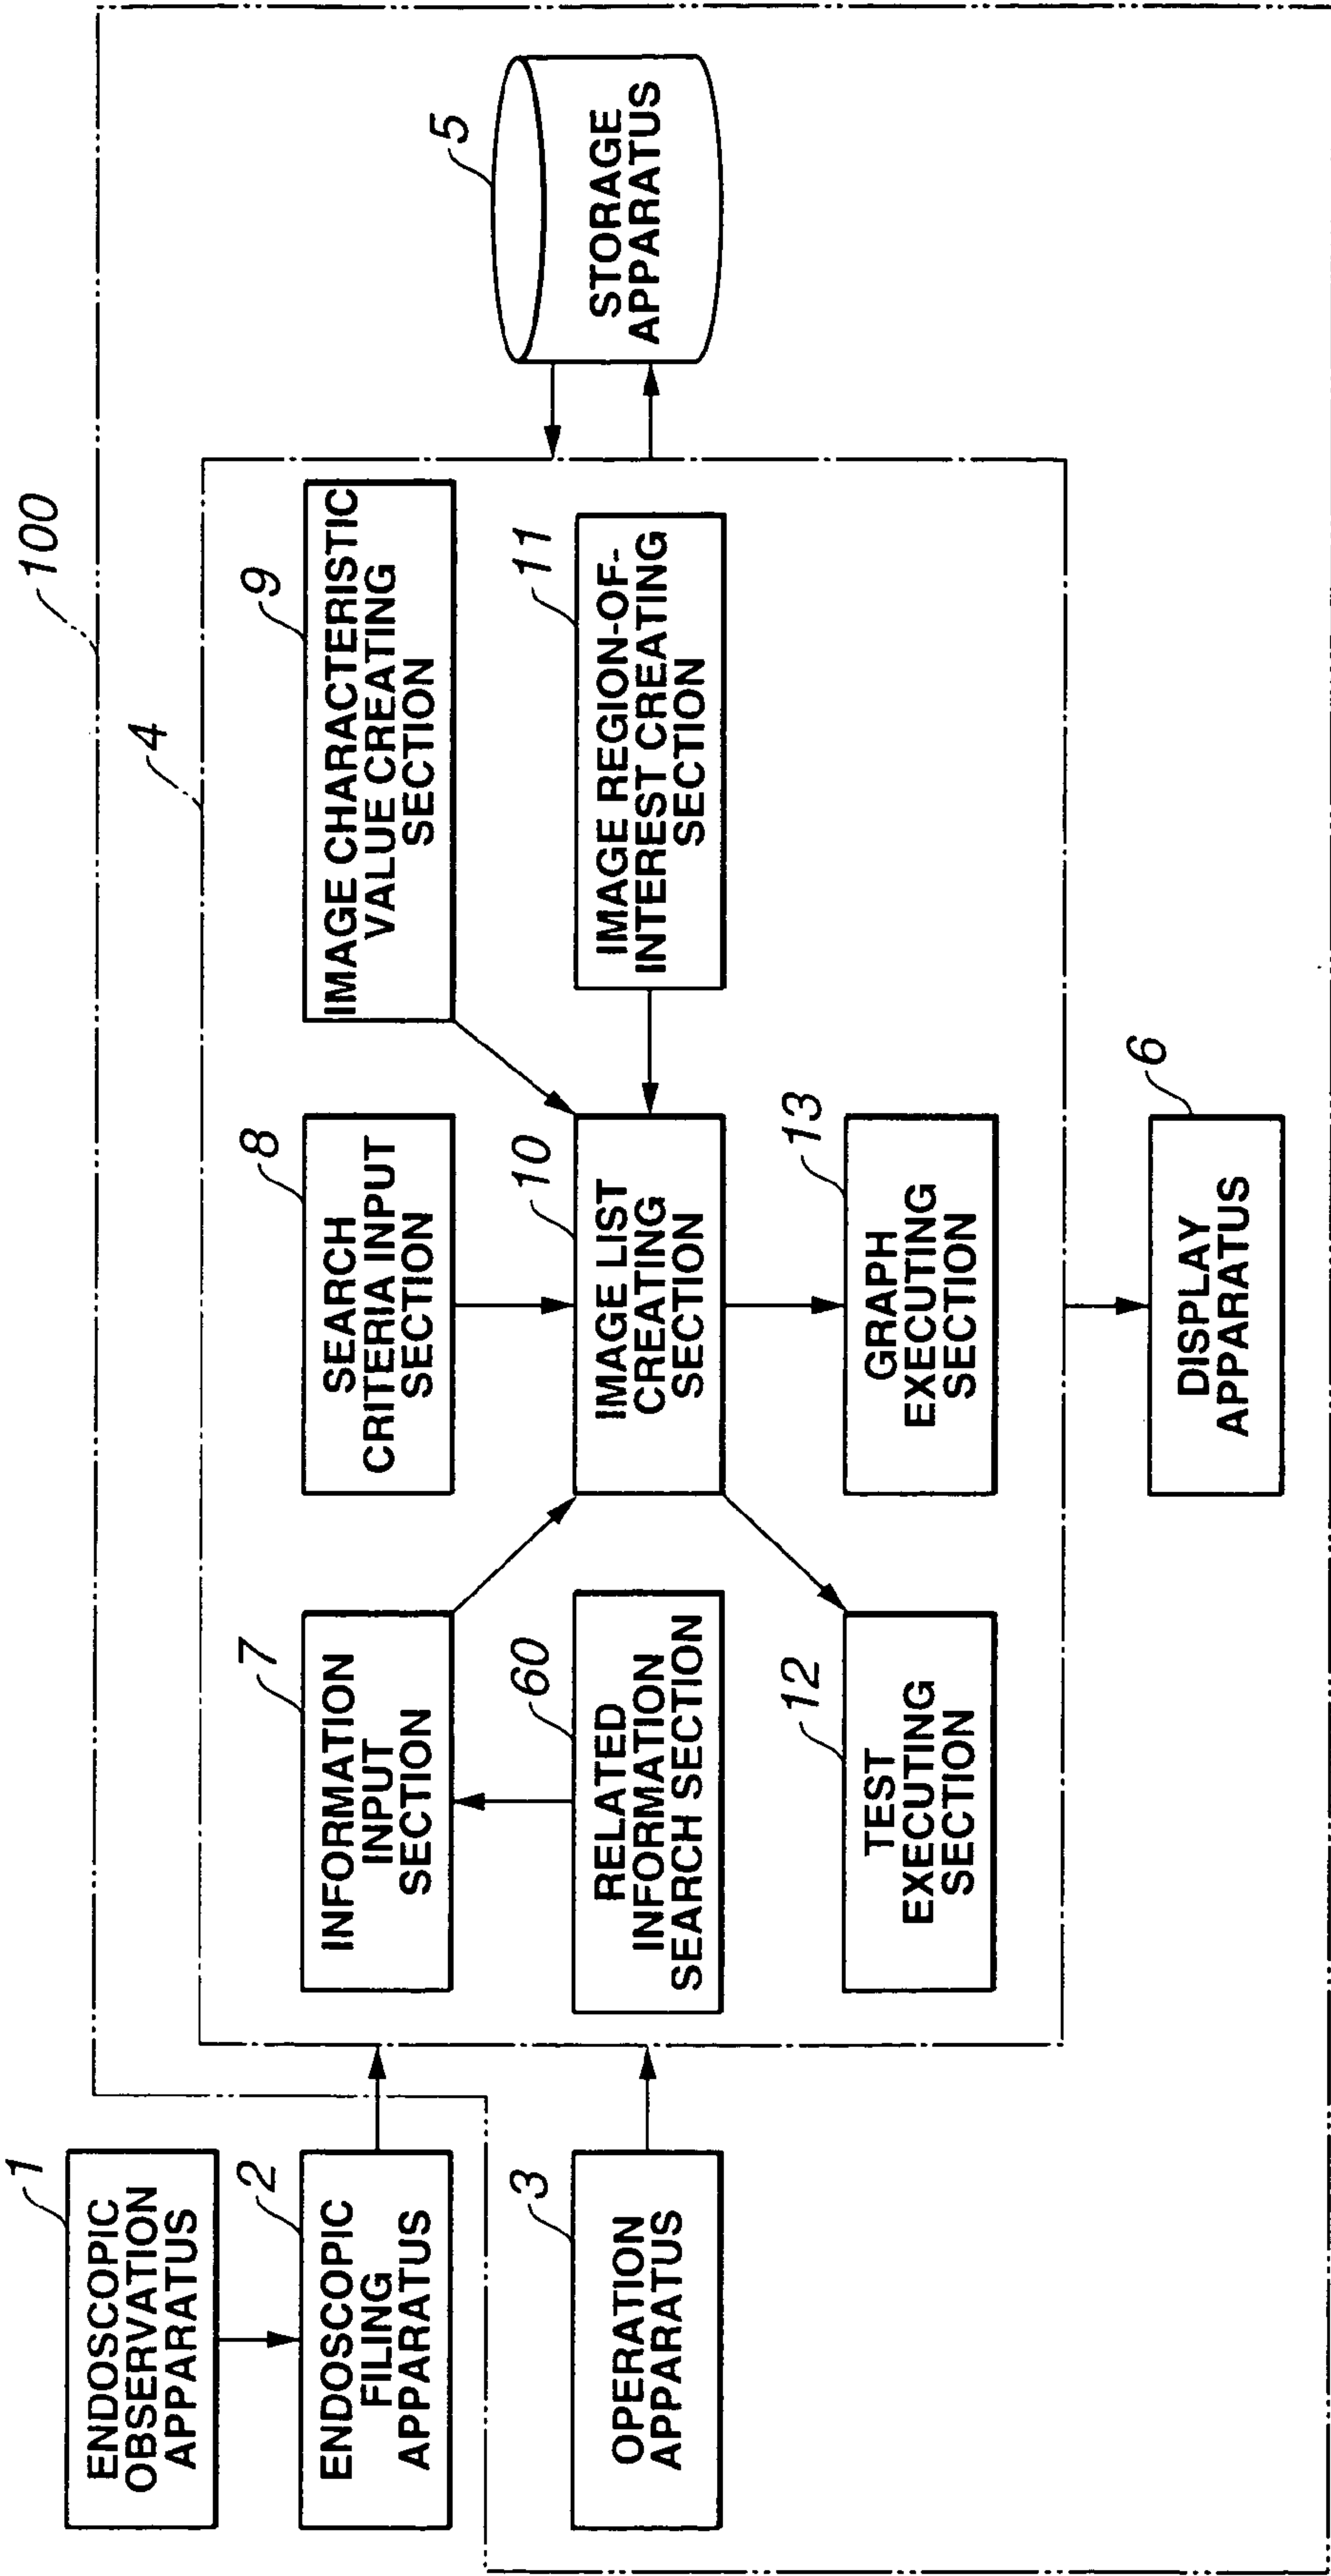 100
1
ENDOSCOPIC
OBSERVATION
APPARATUS
2
ENDOSCOPIC
FILING
APPARATUS
3
OPERATION
APPARATUS
4
7
INFORMATION
INPUT
SECTION
8
SEARCH
CRITERIA INPUT
SECTION
9
IMAGE CHARACTERISTIC
VALUE CREATING
SECTION
60
RELATED
INFORMATION
SEARCH SECTION
10
IMAGE LIST
CREATING
SECTION
11
IMAGE REGION-OF-
INTEREST CREATING
SECTION
12
TEST
EXECUTING
SECTION
13
GRAPH
EXECUTING
SECTION
5
STORAGE
APPARATUS
6
DISPLAY
APPARATUS